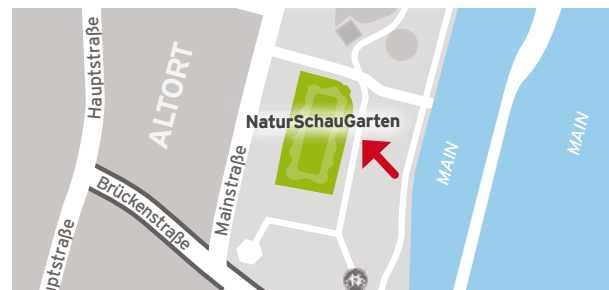 Hauptstraße
ALTORT
NaturSchauGarten
MAIN
MAIN
Mainstraße
Brückenstraße
uptstraße